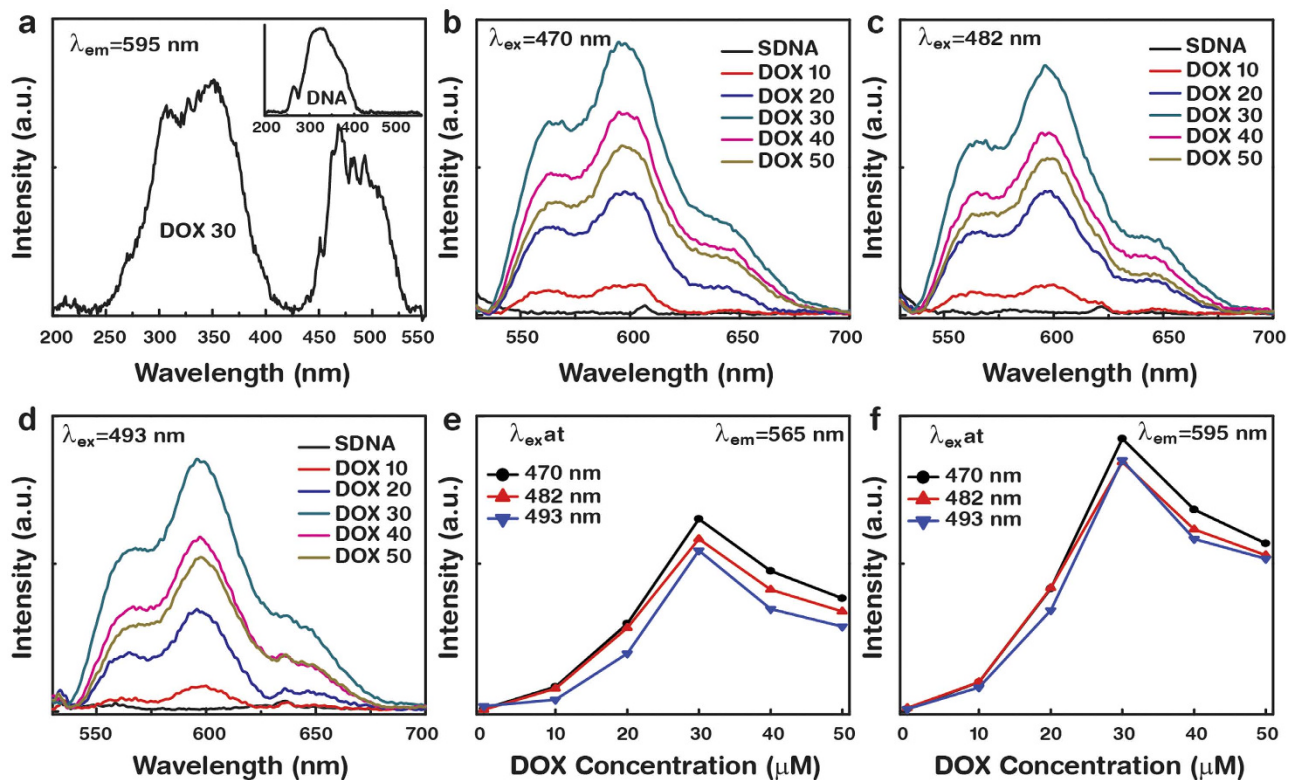 a
λem=595 nm
DNA
200 300 400 500
DOX 30
Intensity (a.u.)
200 250 300 350 400 450 500 550
Wavelength (nm)
b
λex=470 nm
SDNA
DOX 10
DOX 20
DOX 30
DOX 40
DOX 50
Intensity (a.u.)
550 600 650 700
Wavelength (nm)
c
λex=482 nm
SDNA
DOX 10
DOX 20
DOX 30
DOX 40
DOX 50
Intensity (a.u.)
550 600 650 700
Wavelength (nm)
d
λex=493 nm
SDNA
DOX 10
DOX 20
DOX 30
DOX 40
DOX 50
Intensity (a.u.)
550 600 650 700
Wavelength (nm)
e
λex at
λem=565 nm
470 nm
482 nm
493 nm
Intensity (a.u.)
0 10 20 30 40 50
DOX Concentration (μM)
f
λex at
λem=595 nm
470 nm
482 nm
493 nm
Intensity (a.u.)
0 10 20 30 40 50
DOX Concentration (μM)